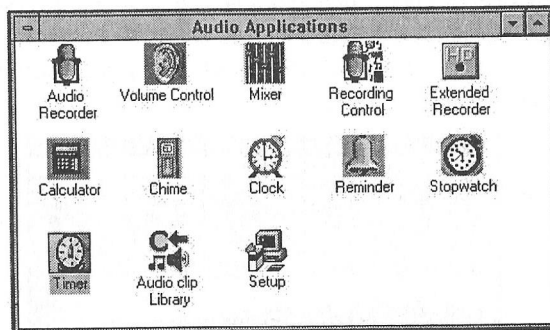 Audio Applications
Audio Recorder
Volume Control
Mixer
Recording Control
Extended Recorder
Calculator
Chime
Clock
Reminder
Stopwatch
Timer
Audio clip Library
Setup